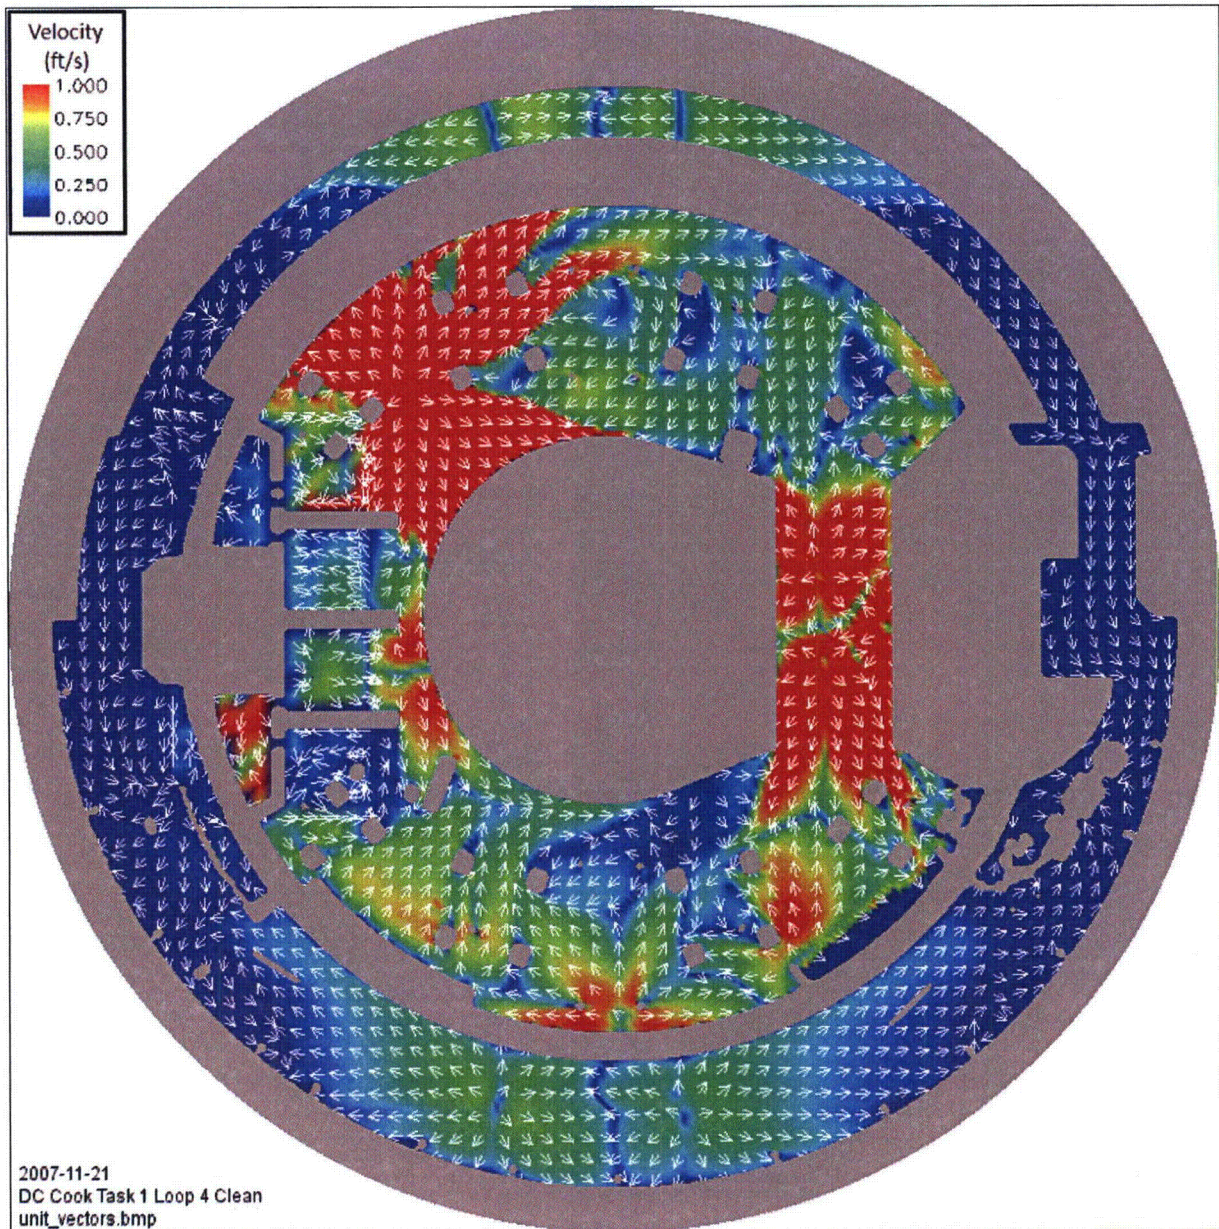 Velocity
(ft/s)
1.000
0.750
0.500
0.250
0.000
2007-11-21
DC Cook Task 1 Loop 4 Clean
unit_vectors.bmp